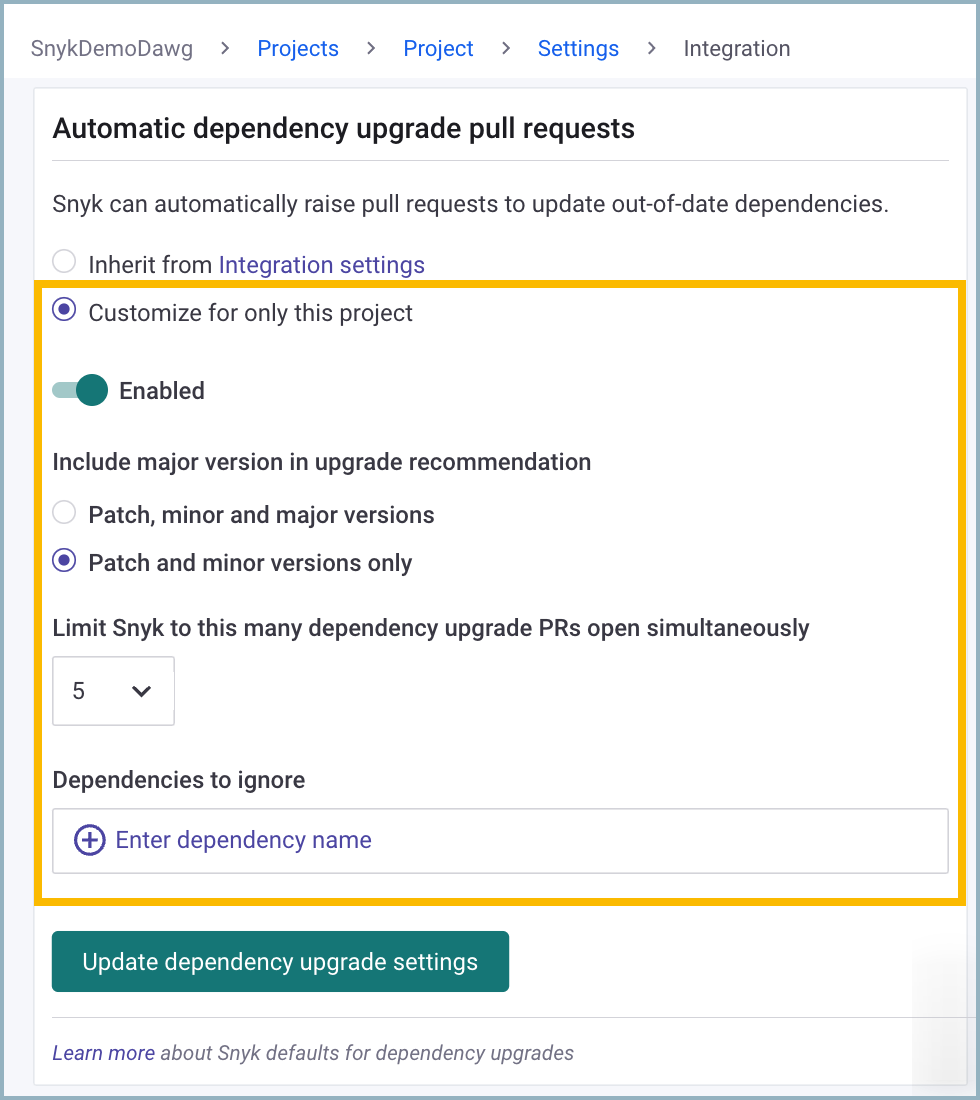 SnykDemoDawg > Projects > Project > Settings > Integration
Automatic dependency upgrade pull requests
Snyk can automatically raise pull requests to update out-of-date dependencies.
Inherit from Integration settings
Customize for only this project
Enabled
Include major version in upgrade recommendation
Patch, minor and major versions
Patch and minor versions only
Limit Snyk to this many dependency upgrade PRs open simultaneously
5
Dependencies to ignore
Enter dependency name
Update dependency upgrade settings
Learn more about Snyk defaults for dependency upgrades